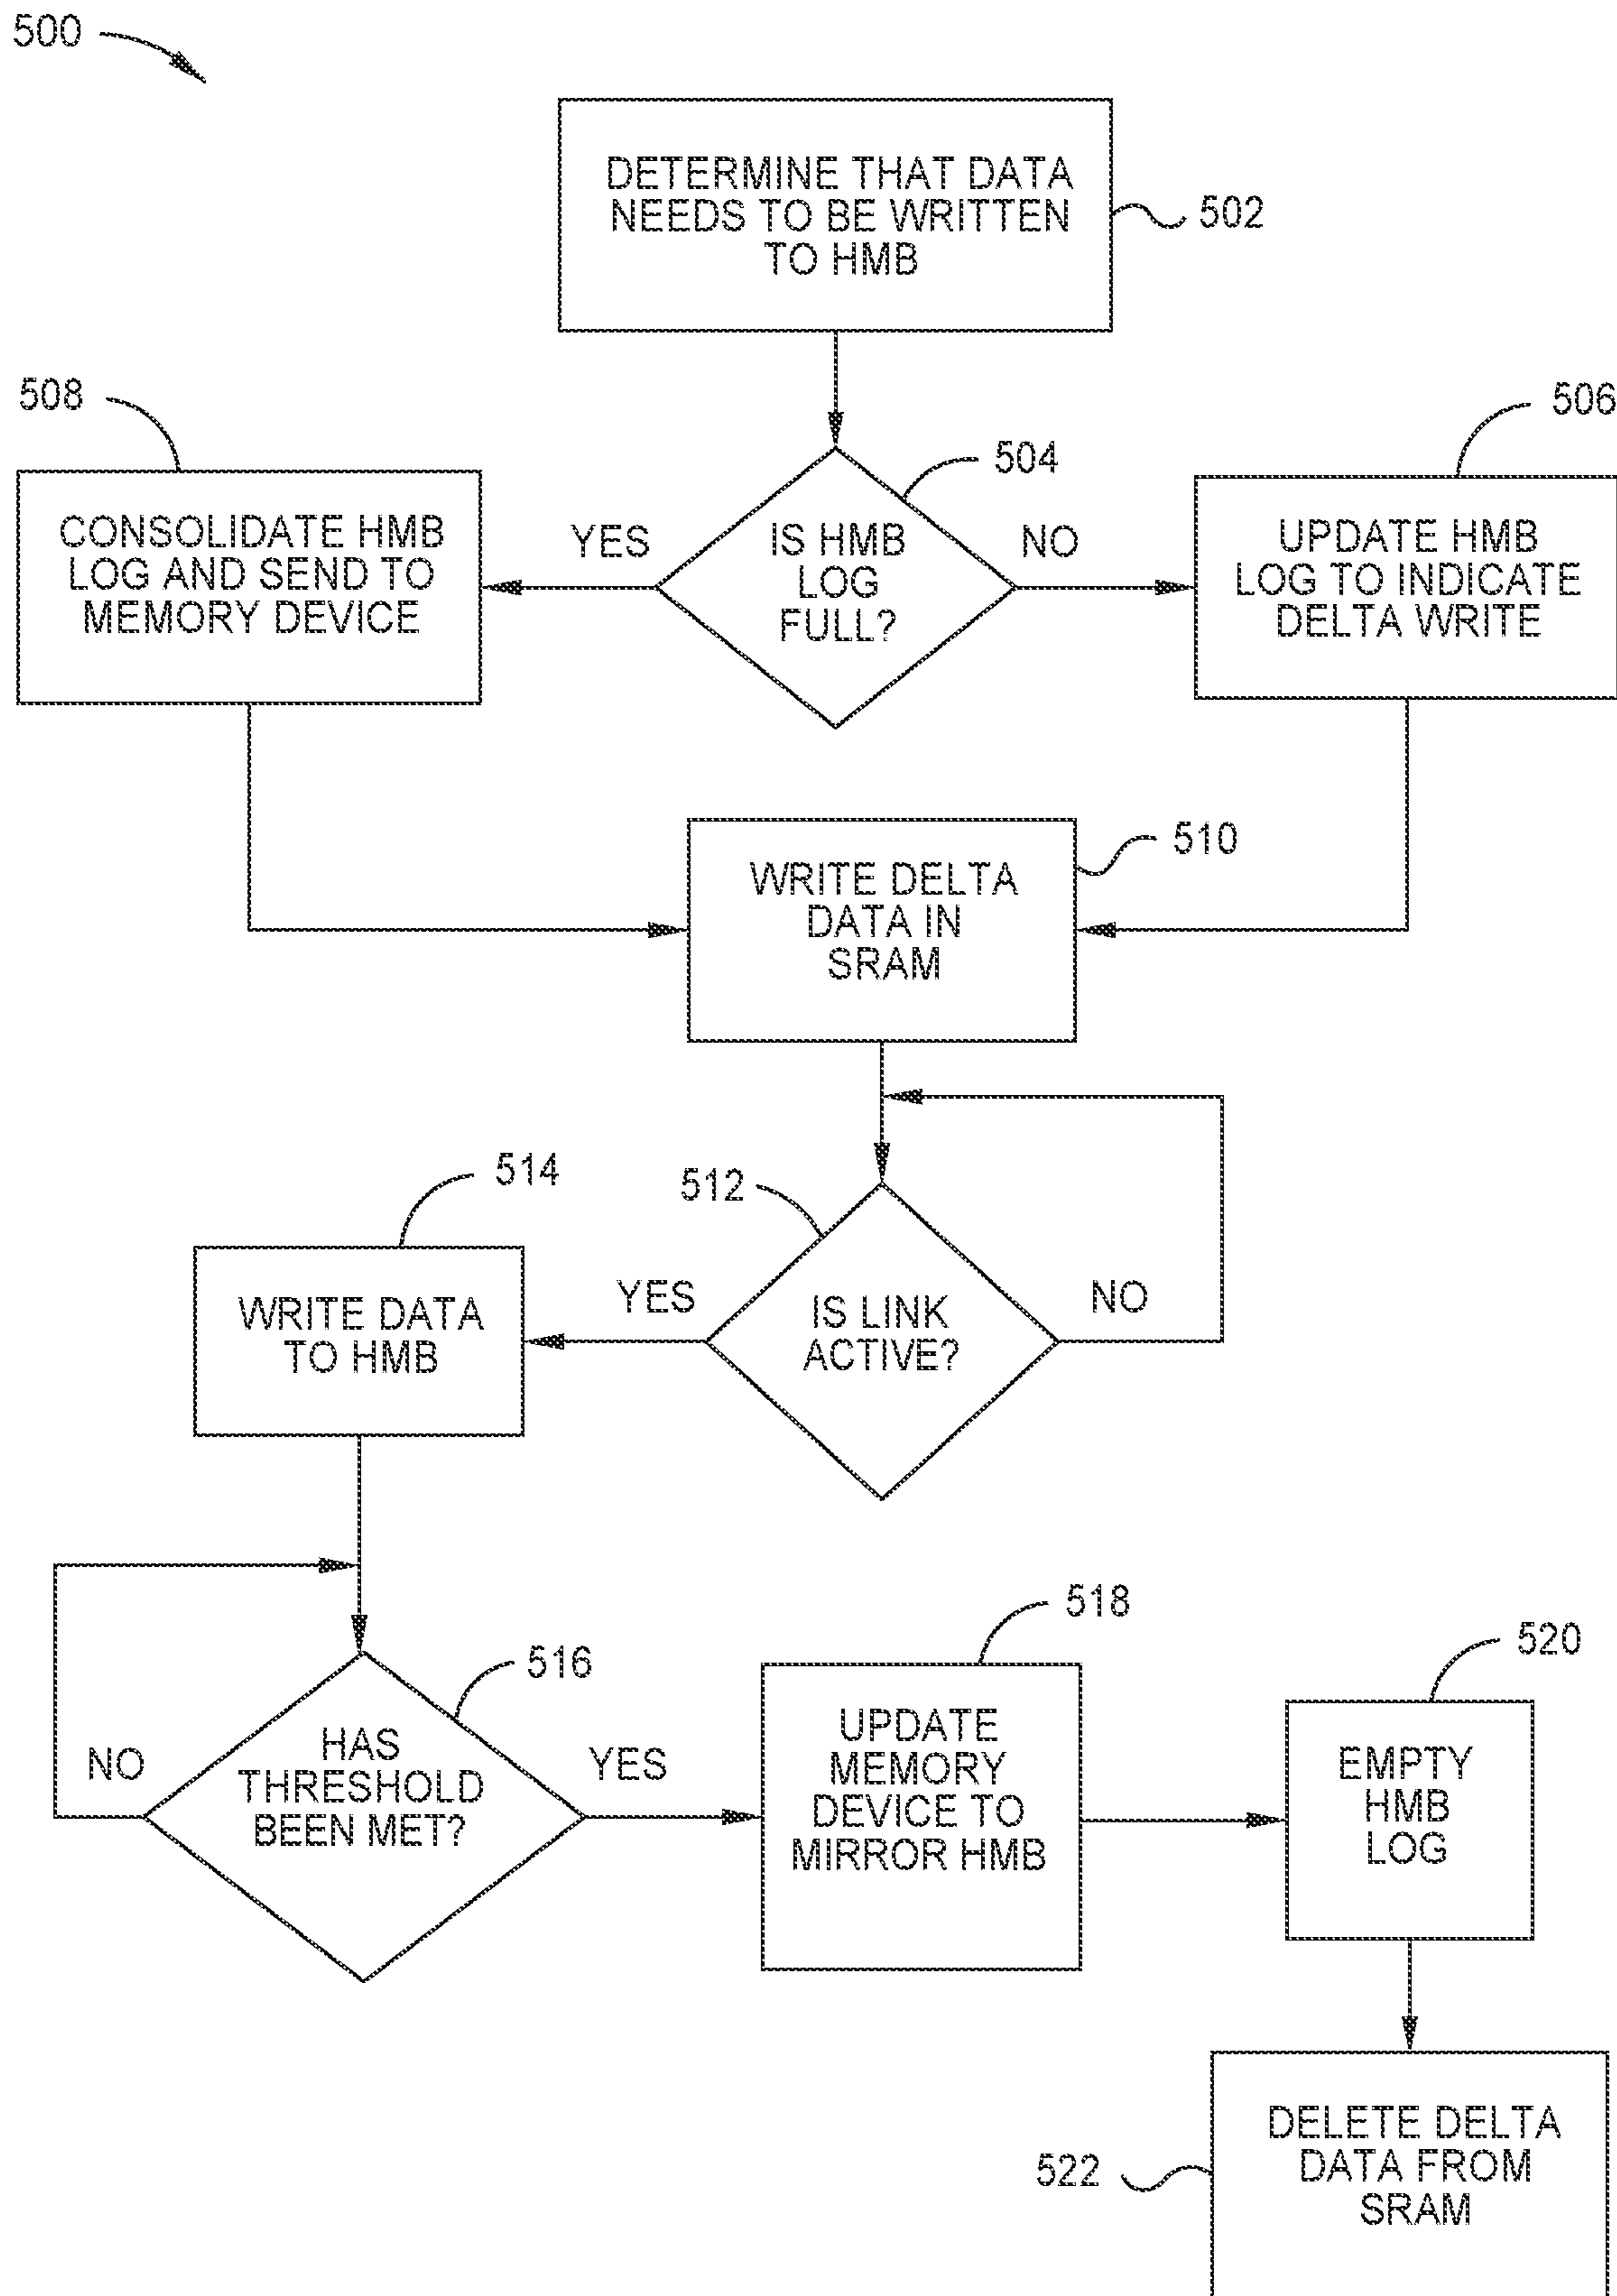 500
DETERMINE THAT DATA
NEEDS TO BE WRITTEN
TO HMB
502
508
506
504
CONSOLIDATE HMB
LOG AND SEND TO
MEMORY DEVICE
YES
IS HMB
LOG
FULL?
NO
UPDATE HMB
LOG TO INDICATE
DELTA WRITE
510
WRITE DELTA
DATA IN
SRAM
514
512
WRITE DATA
TO HMB
YES
IS LINK
ACTIVE?
NO
518
520
516
NO
HAS
THRESHOLD
BEEN MET?
YES
UPDATE
MEMORY
DEVICE TO
MIRROR HMB
EMPTY
HMB
LOG
522
DELETE DELTA
DATA FROM
SRAM